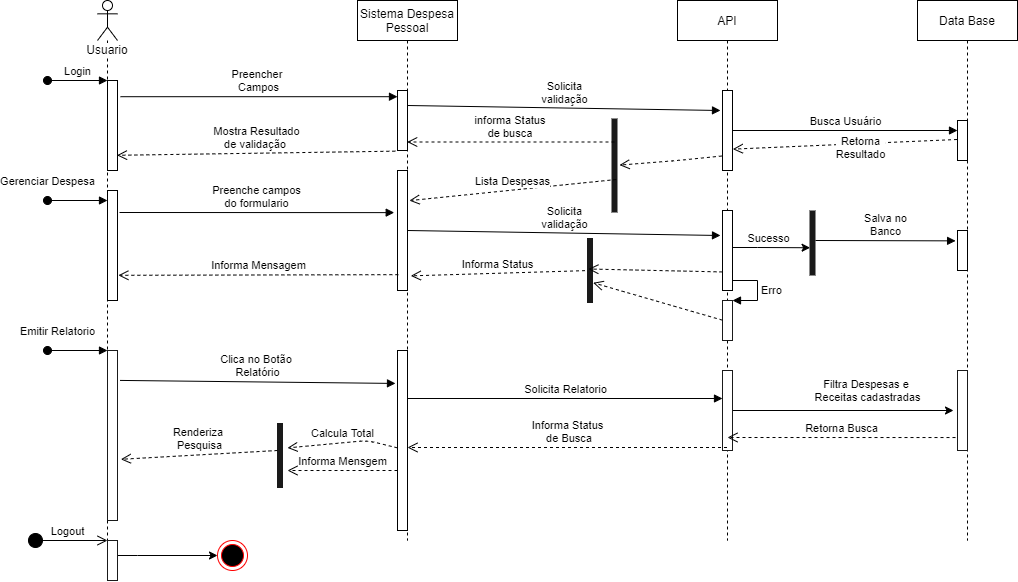 Usuario
Sistema Despesa
Pessoal
API
Data Base
Login
Preencher
Campos
Solicita
validação
Busca Usuário
informa Status
de busca
Mostra Resultado
de validação
Retorna
Resultado
Gerenciar Despesa
Lista Despesas
Preenche campos
do formulario
Solicita
validação
Sucesso
Salva no
Banco
Informa Mensagem
Informa Status
Erro
Emitir Relatorio
Clica no Botão
Relatório
Solicita Relatorio
Filtra Despesas e
Receitas cadastradas
Informa Status
de Busca
Retorna Busca
Renderiza
Pesquisa
Calcula Total
Informa Mensgem
Logout